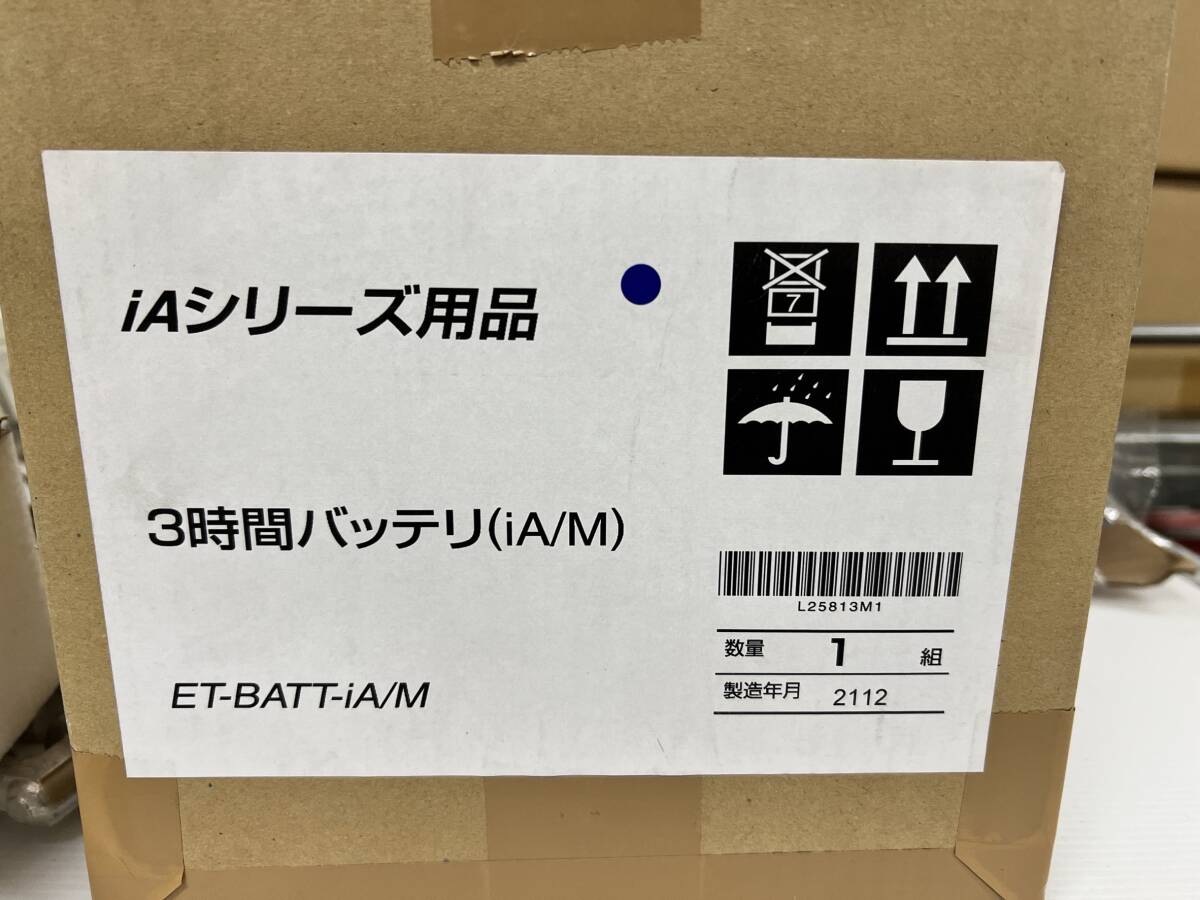 iAシリーズ用品
7
3時間バッテリ(iA/M)
L25813M1
数量 1 組
製造年月 2112
ET-BATT-iA/M